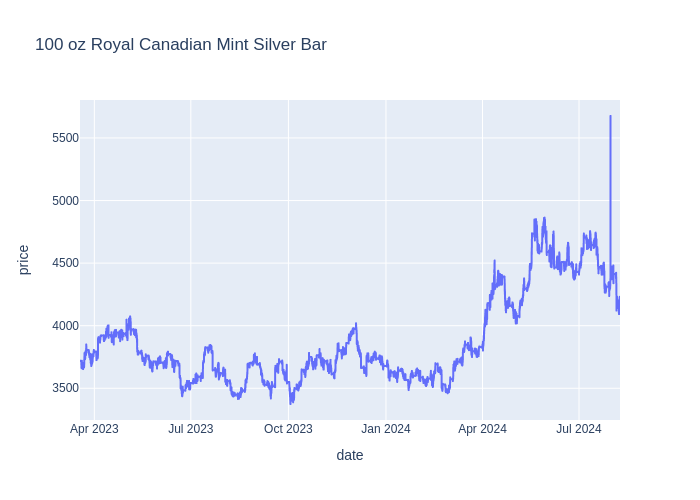 100 oz Royal Canadian Mint Silver Bar
5500
5000
4500
4000
3500
price
Apr 2023 Jul 2023 Oct 2023 Jan 2024 Apr 2024 Jul 2024
date